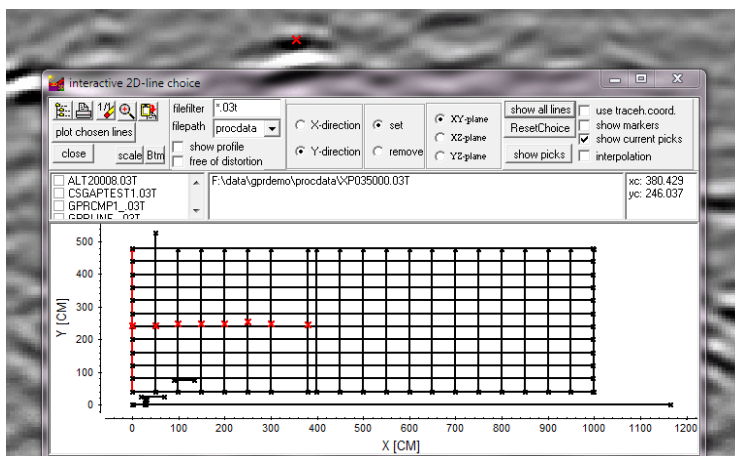 interactive 2D-line choice
filefilter *.03t
filepath procdata
show profile
free of distortion
plot chosen lines
close scale Btm
X-direction
Y-direction
set
remove
XY-plane
XZ-plane
YZ-plane
show all lines
ResetChoice
show picks
use traceh.coord.
show markers
show current picks
interpolation
ALT20008.03T
CSGAPTEST1.03T
GPRCMP1_.03T
F:\data\gprdemo\procdata\XP035000.03T
xc: 380.429
yc: 246.037
Y [CM]
500
400
300
200
100
0
0 100 200 300 400 500 600 700 800 900 1000 1100 1200
X [CM]